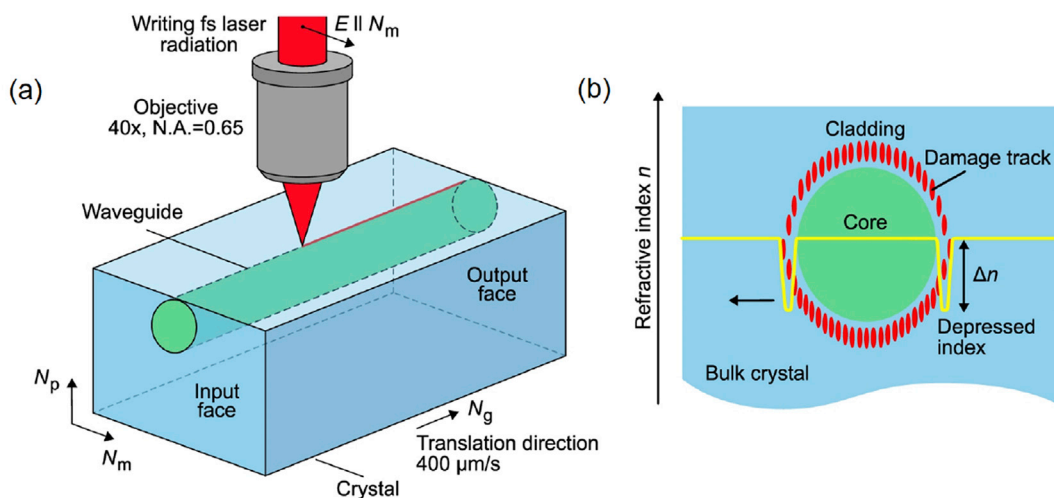 (a)
Writing fs laser
radiation
E || Nm
Objective
40x, N.A.=0.65
Waveguide
Output
face
Input
face
Np
Nm
Ng
Translation direction
400 µm/s
Crystal
(b)
Refractive index n
Cladding
Damage track
Core
Δn
Depressed
index
Bulk crystal